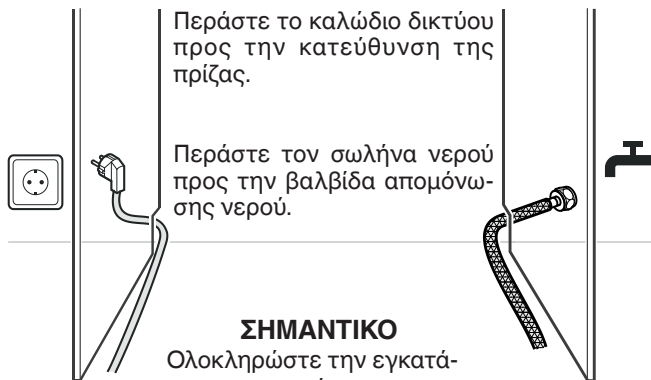 Περάστε το καλώδιο δικτύου
προς την κατεύθυνση της
πρίζας.
Περάστε τον σωλήνα νερού
προς την βαλβίδα απομόνω-
σης νερού.
ΣΗΜΑΝΤΙΚΟ
Ολοκληρώστε την εγκατά-